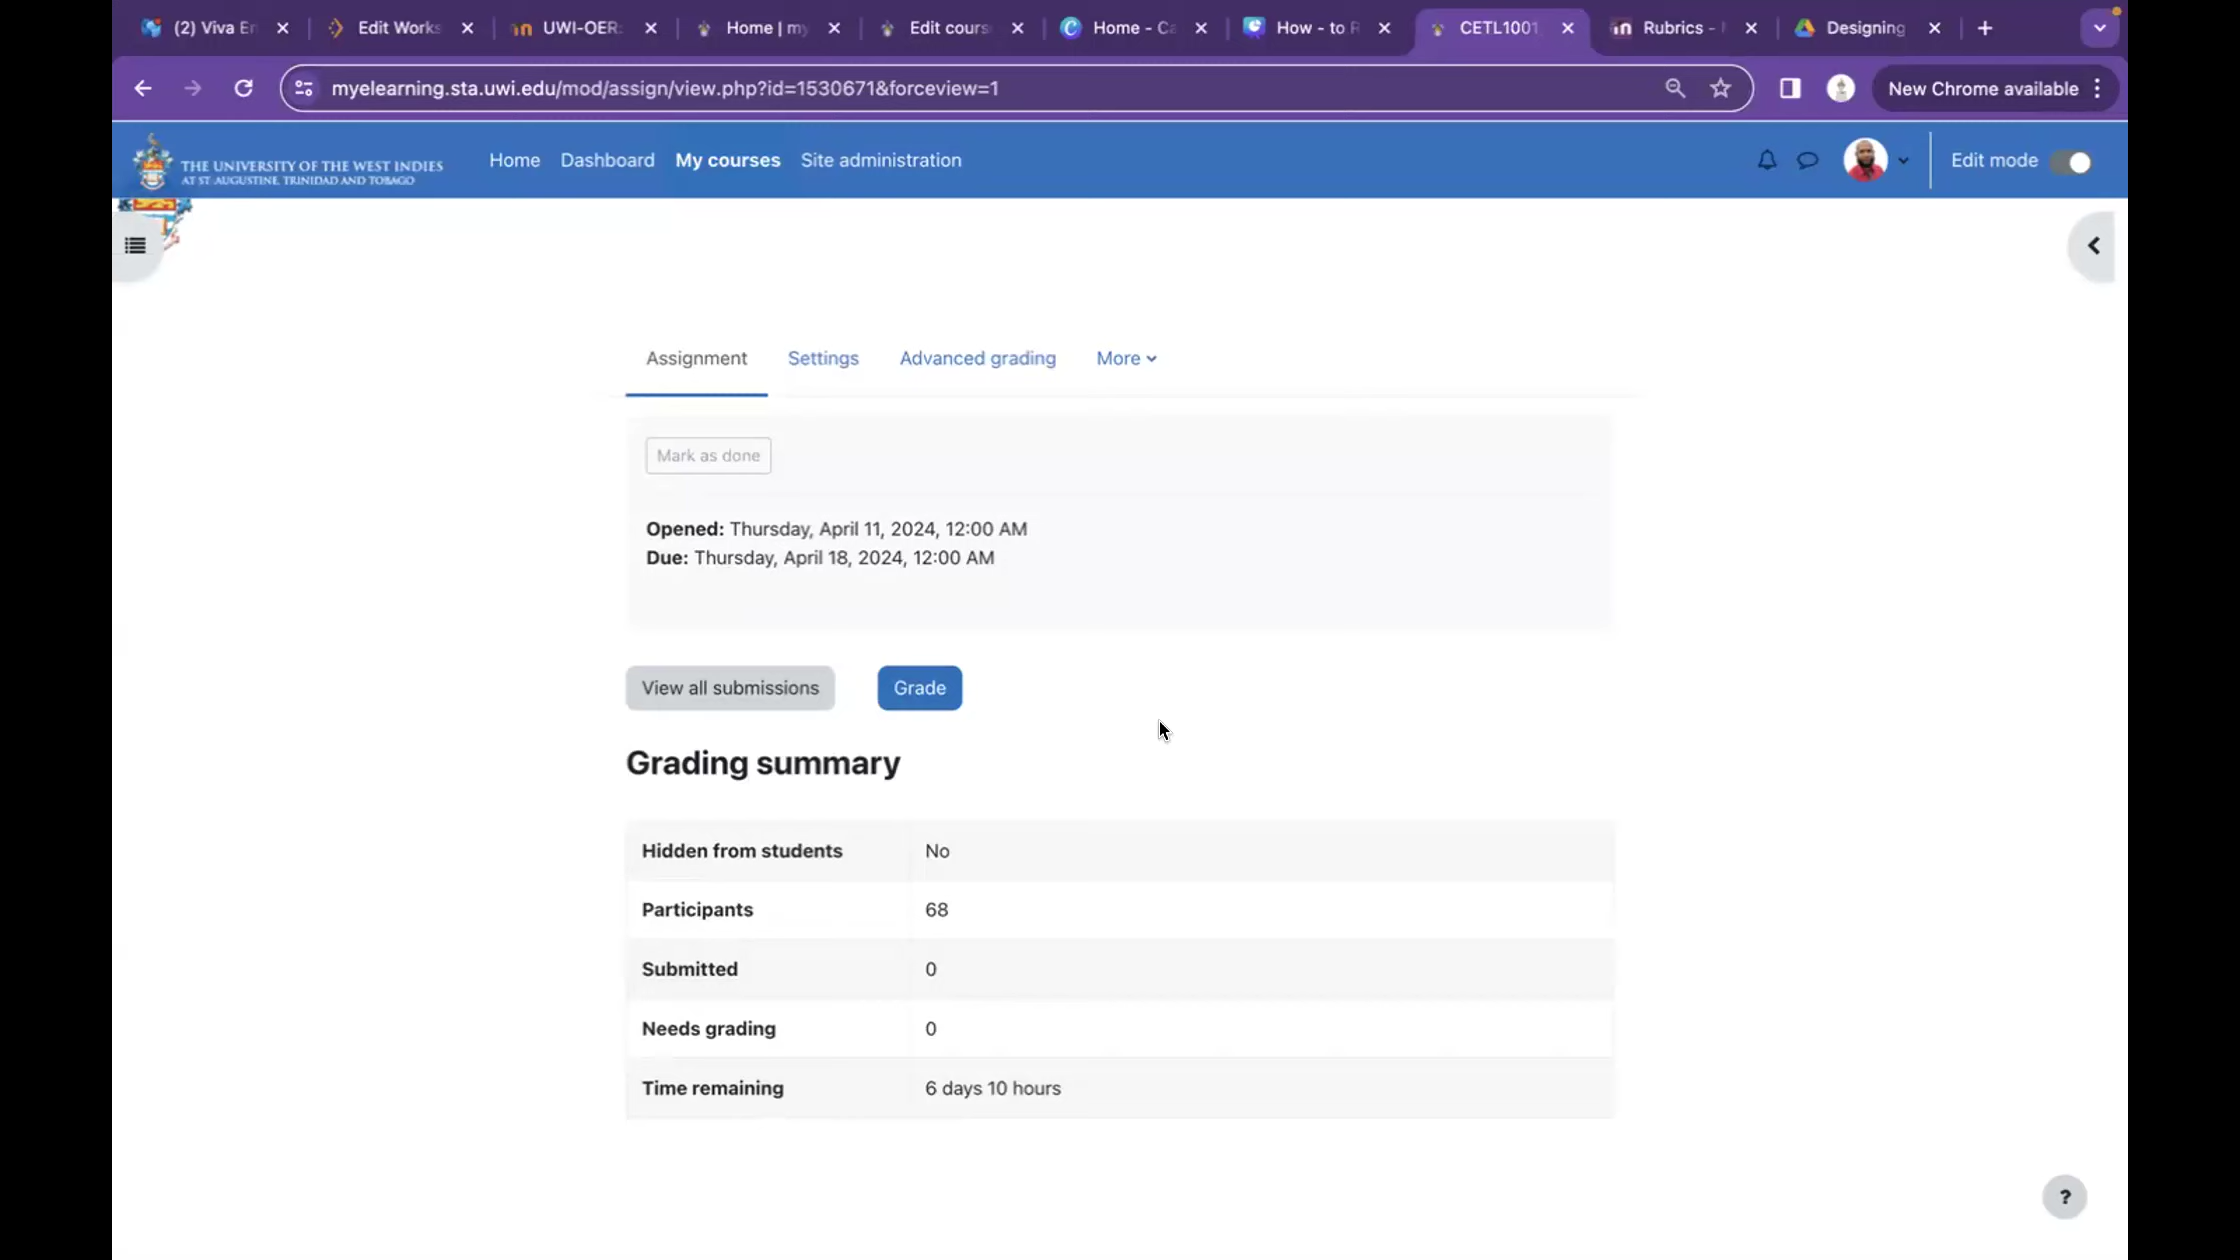 (2) Viva En
Edit Works
UWI-OER
Home | my
Edit cours
Home - Ca
How - to R
CETL1001
Rubrics -
Designing
myelearning.sta.uwi.edu/mod/assign/view.php?id=1530671&forceview=1
New Chrome available
THE UNIVERSITY OF THE WEST INDIES
AT ST. AUGUSTINE, TRINIDAD AND TOBAGO
Home
Dashboard
My courses
Site administration
Edit mode
Assignment
Settings
Advanced grading
More
Mark as done
Opened: Thursday, April 11, 2024, 12:00 AM
Due: Thursday, April 18, 2024, 12:00 AM
View all submissions
Grade
Grading summary
Hidden from students No
Participants 68
Submitted 0
Needs grading 0
Time remaining 6 days 10 hours
?